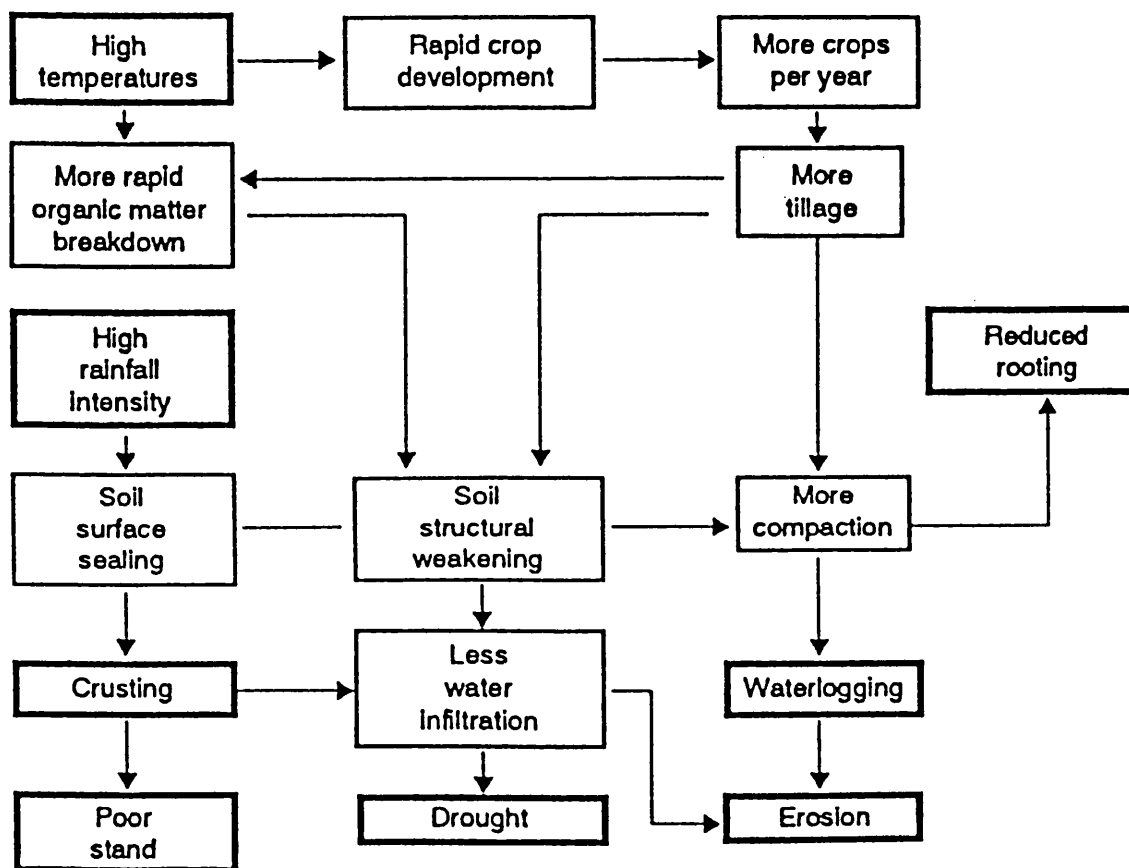 High
temperatures
Rapid crop
development
More crops
per year
More rapid
organic matter
breakdown
More
tillage
High
rainfall
intensity
Reduced
rooting
Soil
surface
sealing
Soil
structural
weakening
More
compaction
Crusting
Less
water
infiltration
Waterlogging
Poor
stand
Drought
Erosion